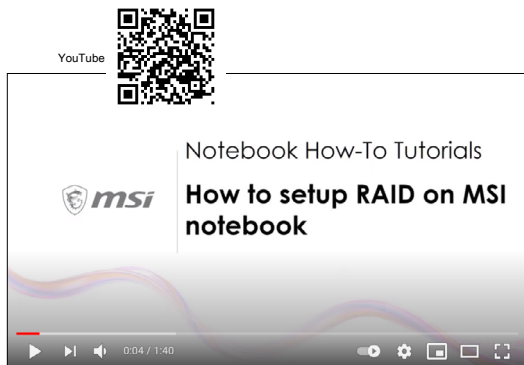 YouTube
Notebook How-To Tutorials
msi
How to setup RAID on MSI
notebook
0:04 / 1:40